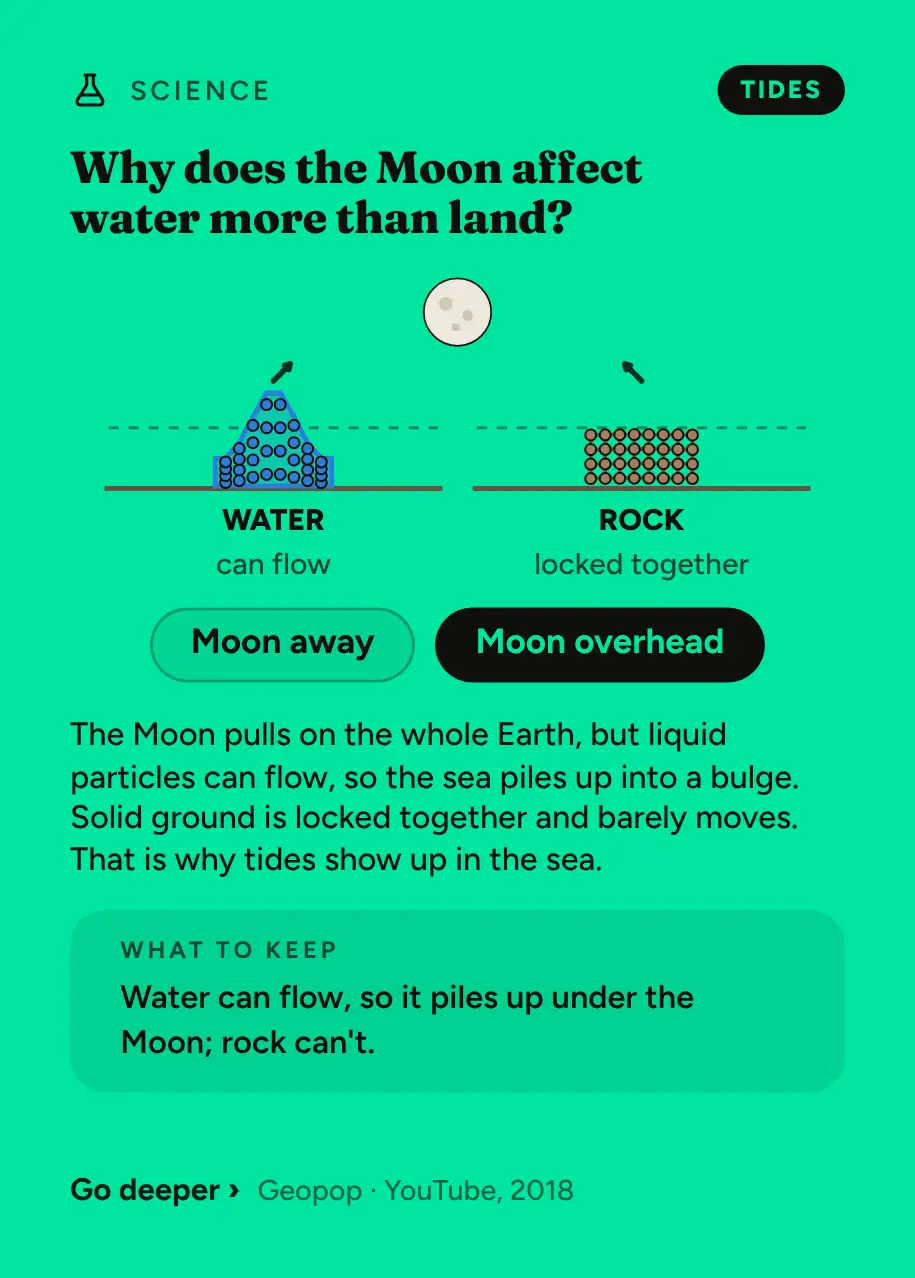 SCIENCE
TIDES
Why does the Moon affect
water more than land?
WATER
ROCK
can flow
locked together
Moon away
Moon overhead
The Moon pulls on the whole Earth, but liquid
particles can flow, so the sea piles up into a bulge.
Solid ground is locked together and barely moves.
That is why tides show up in the sea.
WHAT TO KEEP
Water can flow, so it piles up under the
Moon; rock can't.
Go deeper › Geopop · YouTube, 2018